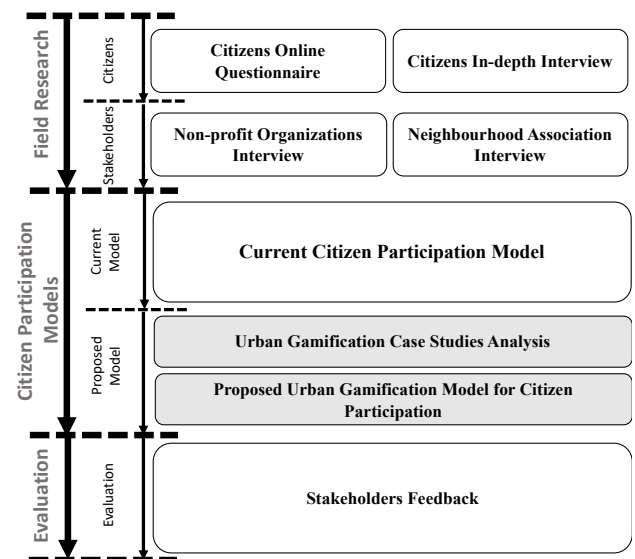 Field Research
Citizens
Citizens Online
Questionnaire
Citizens In-depth Interview
Stakeholders
Non-profit Organizations
Interview
Neighbourhood Association
Interview
Citizen Participation
Models
Current
Model
Current Citizen Participation Model
Proposed
Model
Urban Gamification Case Studies Analysis
Proposed Urban Gamification Model for Citizen
Participation
Evaluation
Evaluation
Stakeholders Feedback